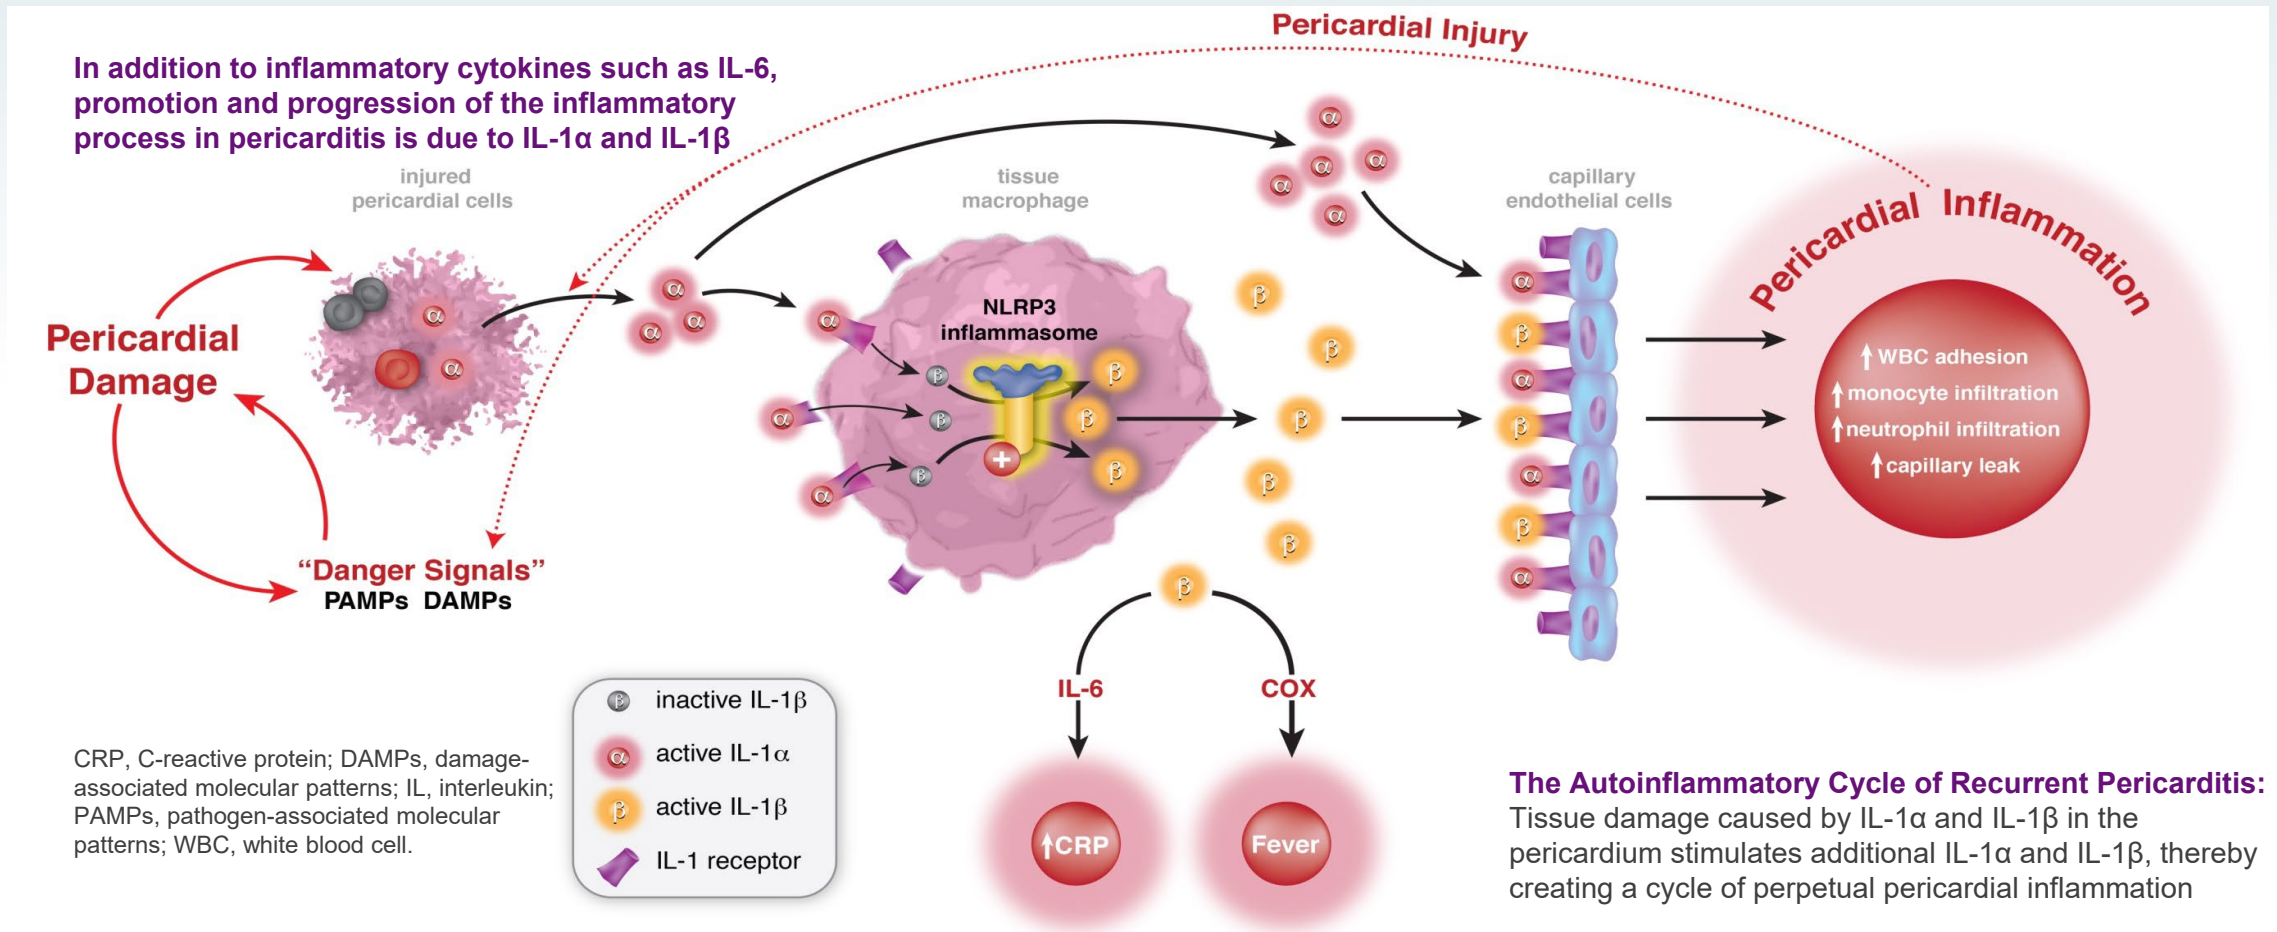 Pericardial Injury
In addition to inflammatory cytokines such as IL-6,
promotion and progression of the inflammatory
process in pericarditis is due to IL-1α and IL-1β
injured
pericardial cells
tissue
macrophage
capillary
endothelial cells
Pericardial Inflammation
α
α
α
α
α
α
α
α
α
α
NLRP3
inflammasome
α
α
α
β
β
β
+
β
β
β
β
β
β
β
β
β
α
β
α
β
α
β
α
Pericardial
Damage
↑WBC adhesion
↑monocyte infiltration
↑neutrophil infiltration
↑capillary leak
“Danger Signals”
PAMPs DAMPs
IL-6
COX
↑CRP
Fever
β inactive IL-1β
α active IL-1α
β active IL-1β
IL-1 receptor
CRP, C-reactive protein; DAMPs, damage-
associated molecular patterns; IL, interleukin;
PAMPs, pathogen-associated molecular
patterns; WBC, white blood cell.
The Autoinflammatory Cycle of Recurrent Pericarditis:
Tissue damage caused by IL-1α and IL-1β in the
pericardium stimulates additional IL-1α and IL-1β, thereby
creating a cycle of perpetual pericardial inflammation